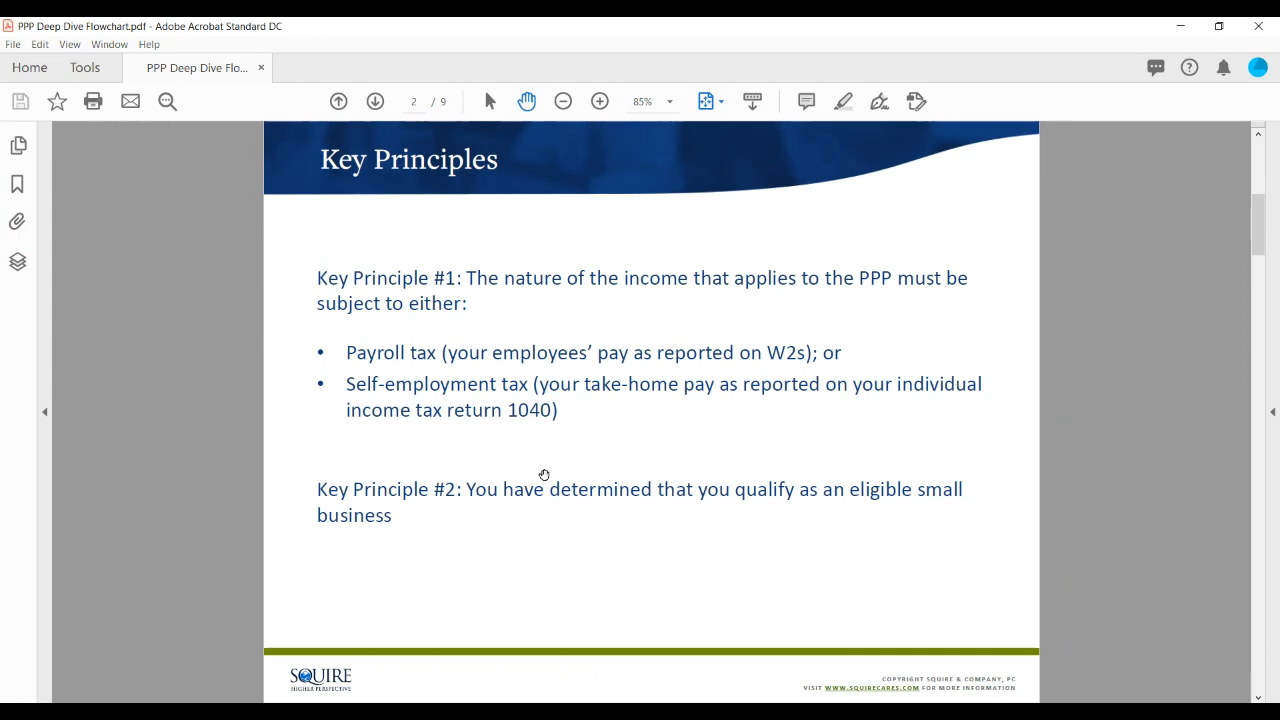 PPP Deep Dive Flowchart.pdf - Adobe Acrobat Standard DC
File Edit View Window Help
Home Tools PPP Deep Dive Flo... ×
2 / 9 85%
Key Principles
Key Principle #1: The nature of the income that applies to the PPP must be
subject to either:
• Payroll tax (your employees’ pay as reported on W2s); or
• Self-employment tax (your take-home pay as reported on your individual
income tax return 1040)
Key Principle #2: You have determined that you qualify as an eligible small
business
SQUIRE
HIGHER PERSPECTIVE
COPYRIGHT SQUIRE & COMPANY, PC
VISIT WWW.SQUIRECARES.COM FOR MORE INFORMATION